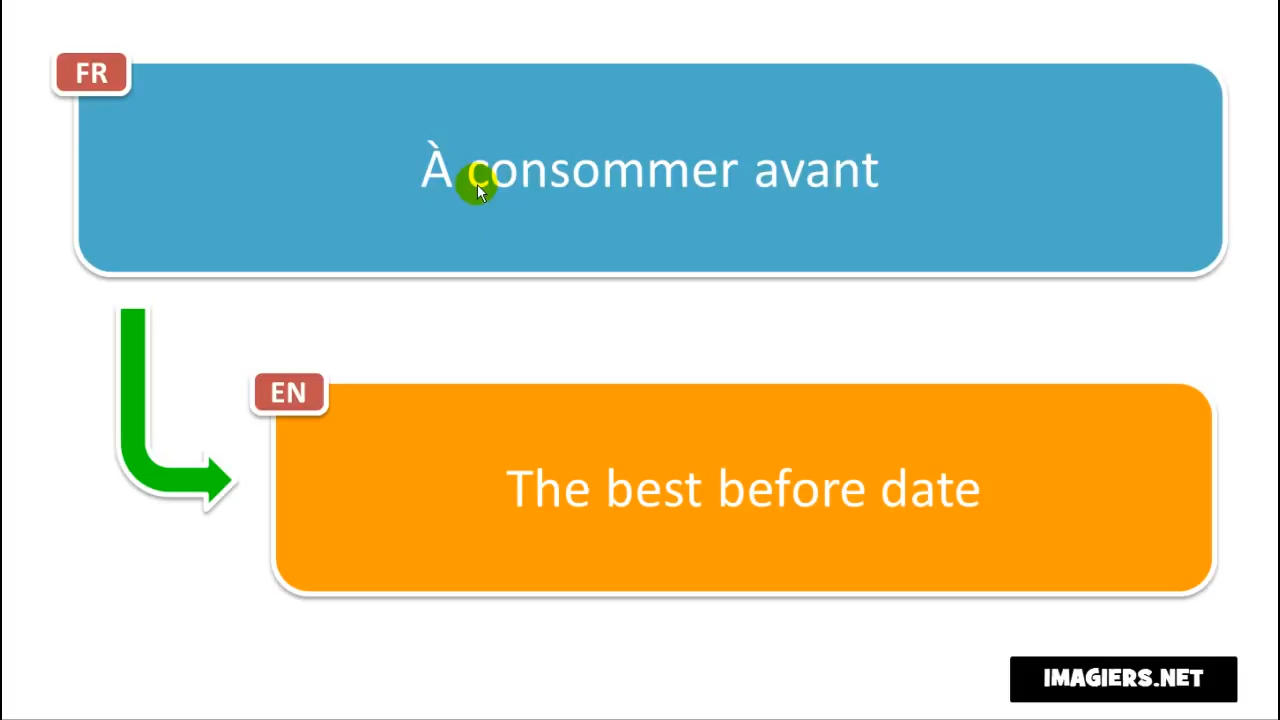 FR
À consommer avant
EN
The best before date
IMAGIERS.NET